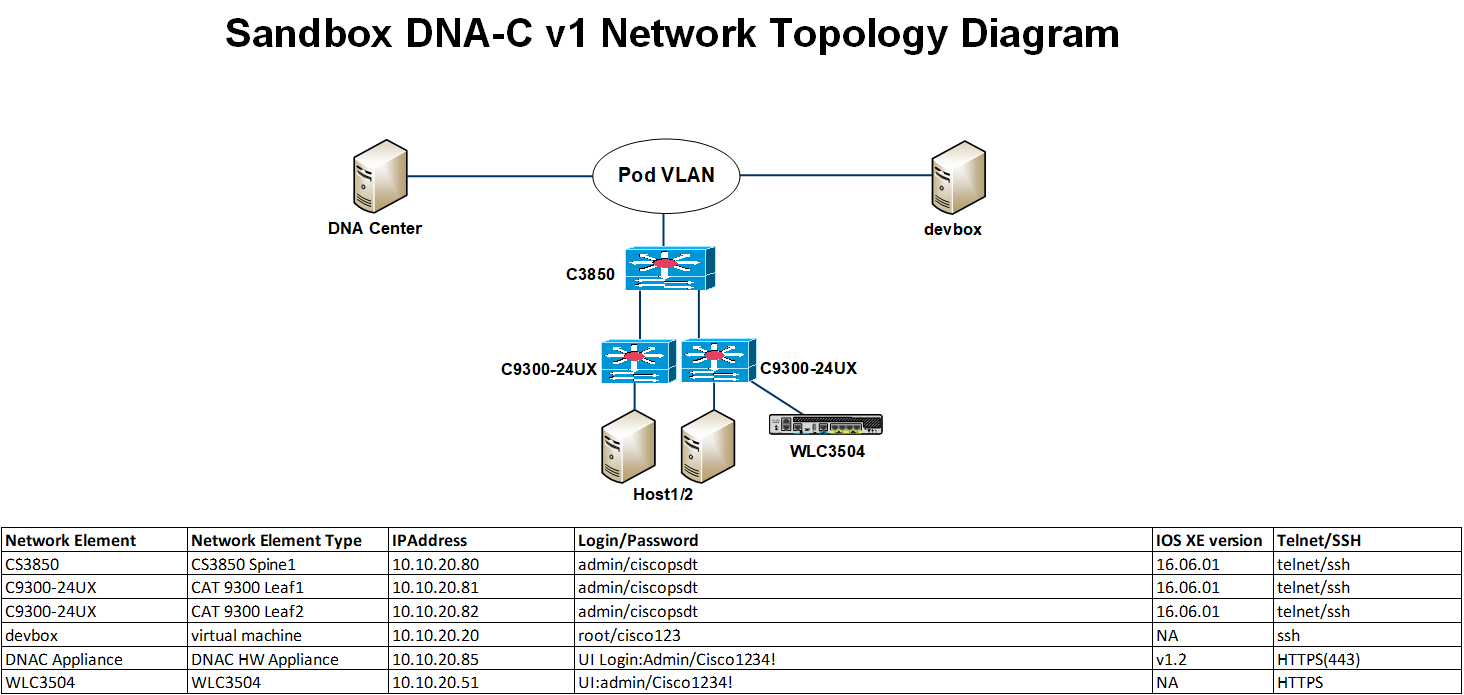 Sandbox DNA-C v1 Network Topology Diagram
Pod VLAN
DNA Center
devbox
C3850
C9300-24UX
C9300-24UX
WLC3504
Host1/2
Network Element Network Element Type IPAddress Login/Password IOS XE version Telnet/SSH
CS3850 CS3850 Spine1 10.10.20.80 admin/ciscopsdt 16.06.01 telnet/ssh
C9300-24UX CAT 9300 Leaf1 10.10.20.81 admin/ciscopsdt 16.06.01 telnet/ssh
C9300-24UX CAT 9300 Leaf2 10.10.20.82 admin/ciscopsdt 16.06.01 telnet/ssh
devbox virtual machine 10.10.20.20 root/cisco123 NA ssh
DNAC Appliance DNAC HW Appliance 10.10.20.85 UI Login:Admin/Cisco1234! v1.2 HTTPS(443)
WLC3504 WLC3504 10.10.20.51 UI:admin/Cisco1234! NA HTTPS